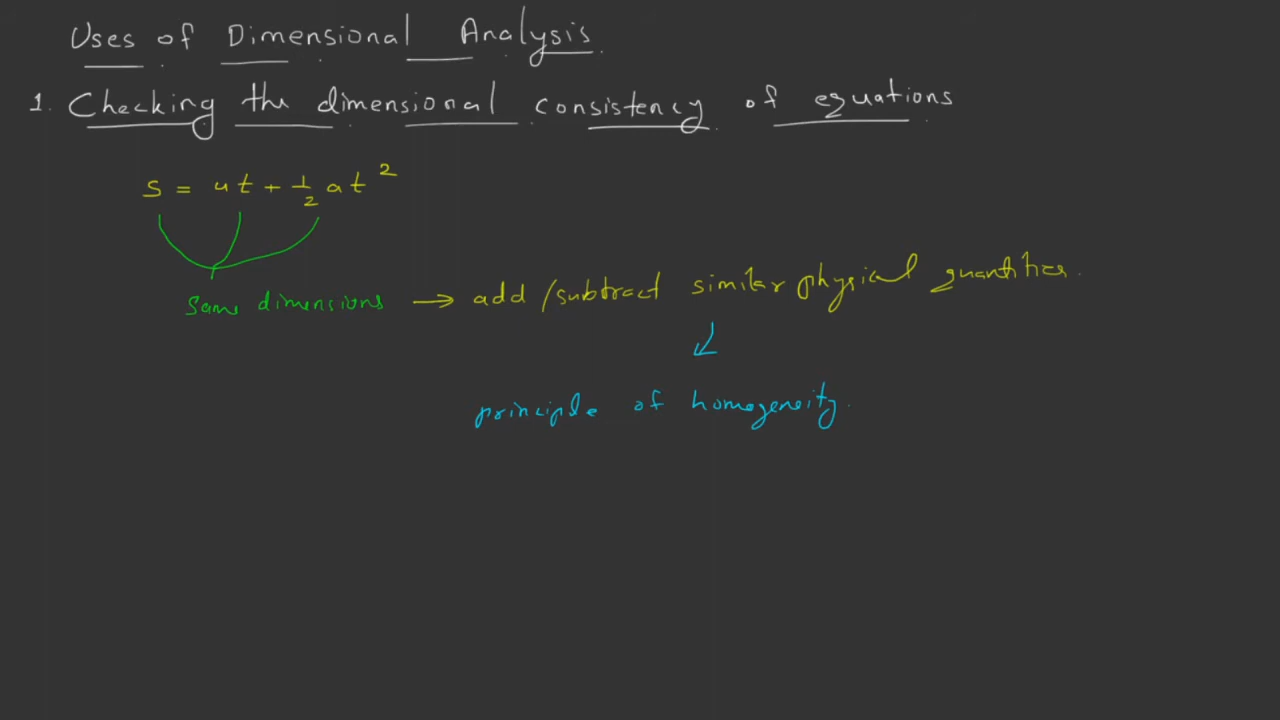 Uses of Dimensional Analysis
1. Checking the dimensional consistency of equations
s = ut + 1/2 at²
same dimensions → add/subtract similar physical quantities.
principle of homogeneity.